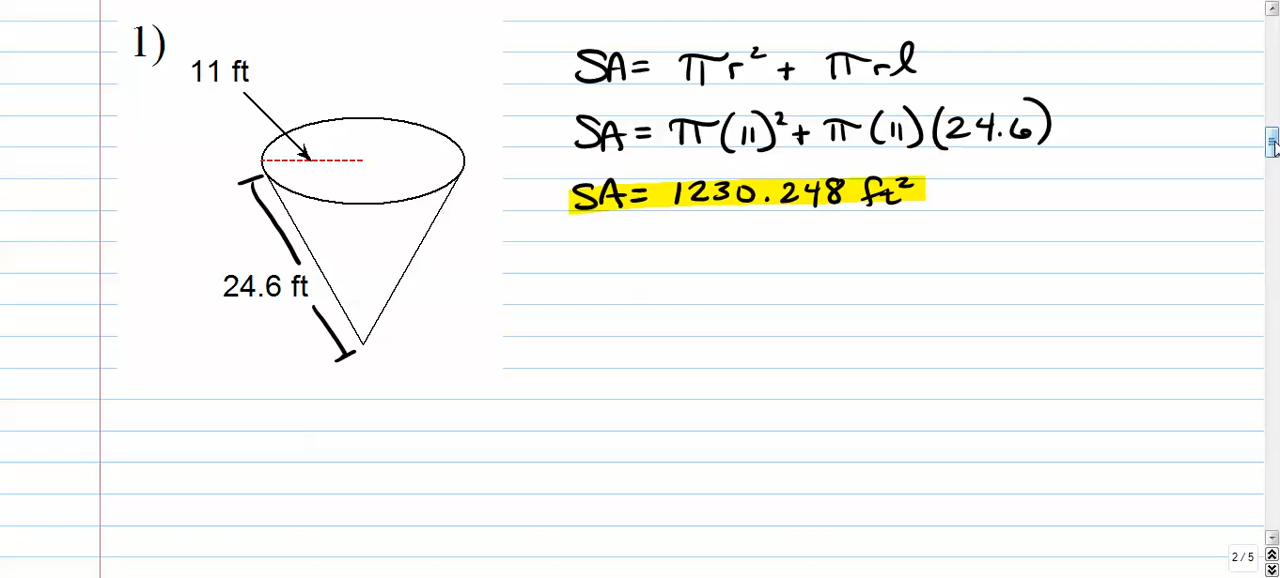 1)
11 ft
24.6 ft
SA= πr² + πrl
SA = π(11)² + π(11)(24.6)
SA= 1230.248 ft²
2 / 5